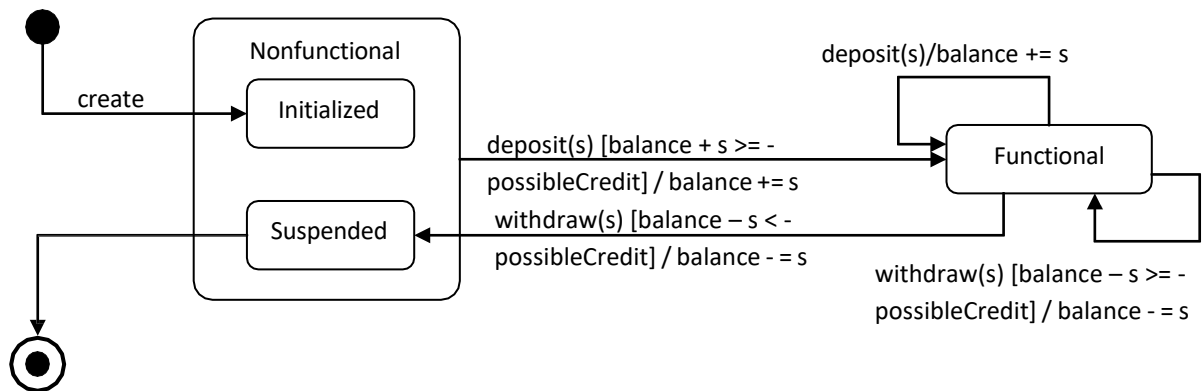 Nonfunctional
deposit(s)/balance += s
create
Initialized
deposit(s) [balance + s >= -
possibleCredit] / balance += s
Functional
Suspended
withdraw(s) [balance – s < -
possibleCredit] / balance - = s
withdraw(s) [balance – s >= -
possibleCredit] / balance - = s